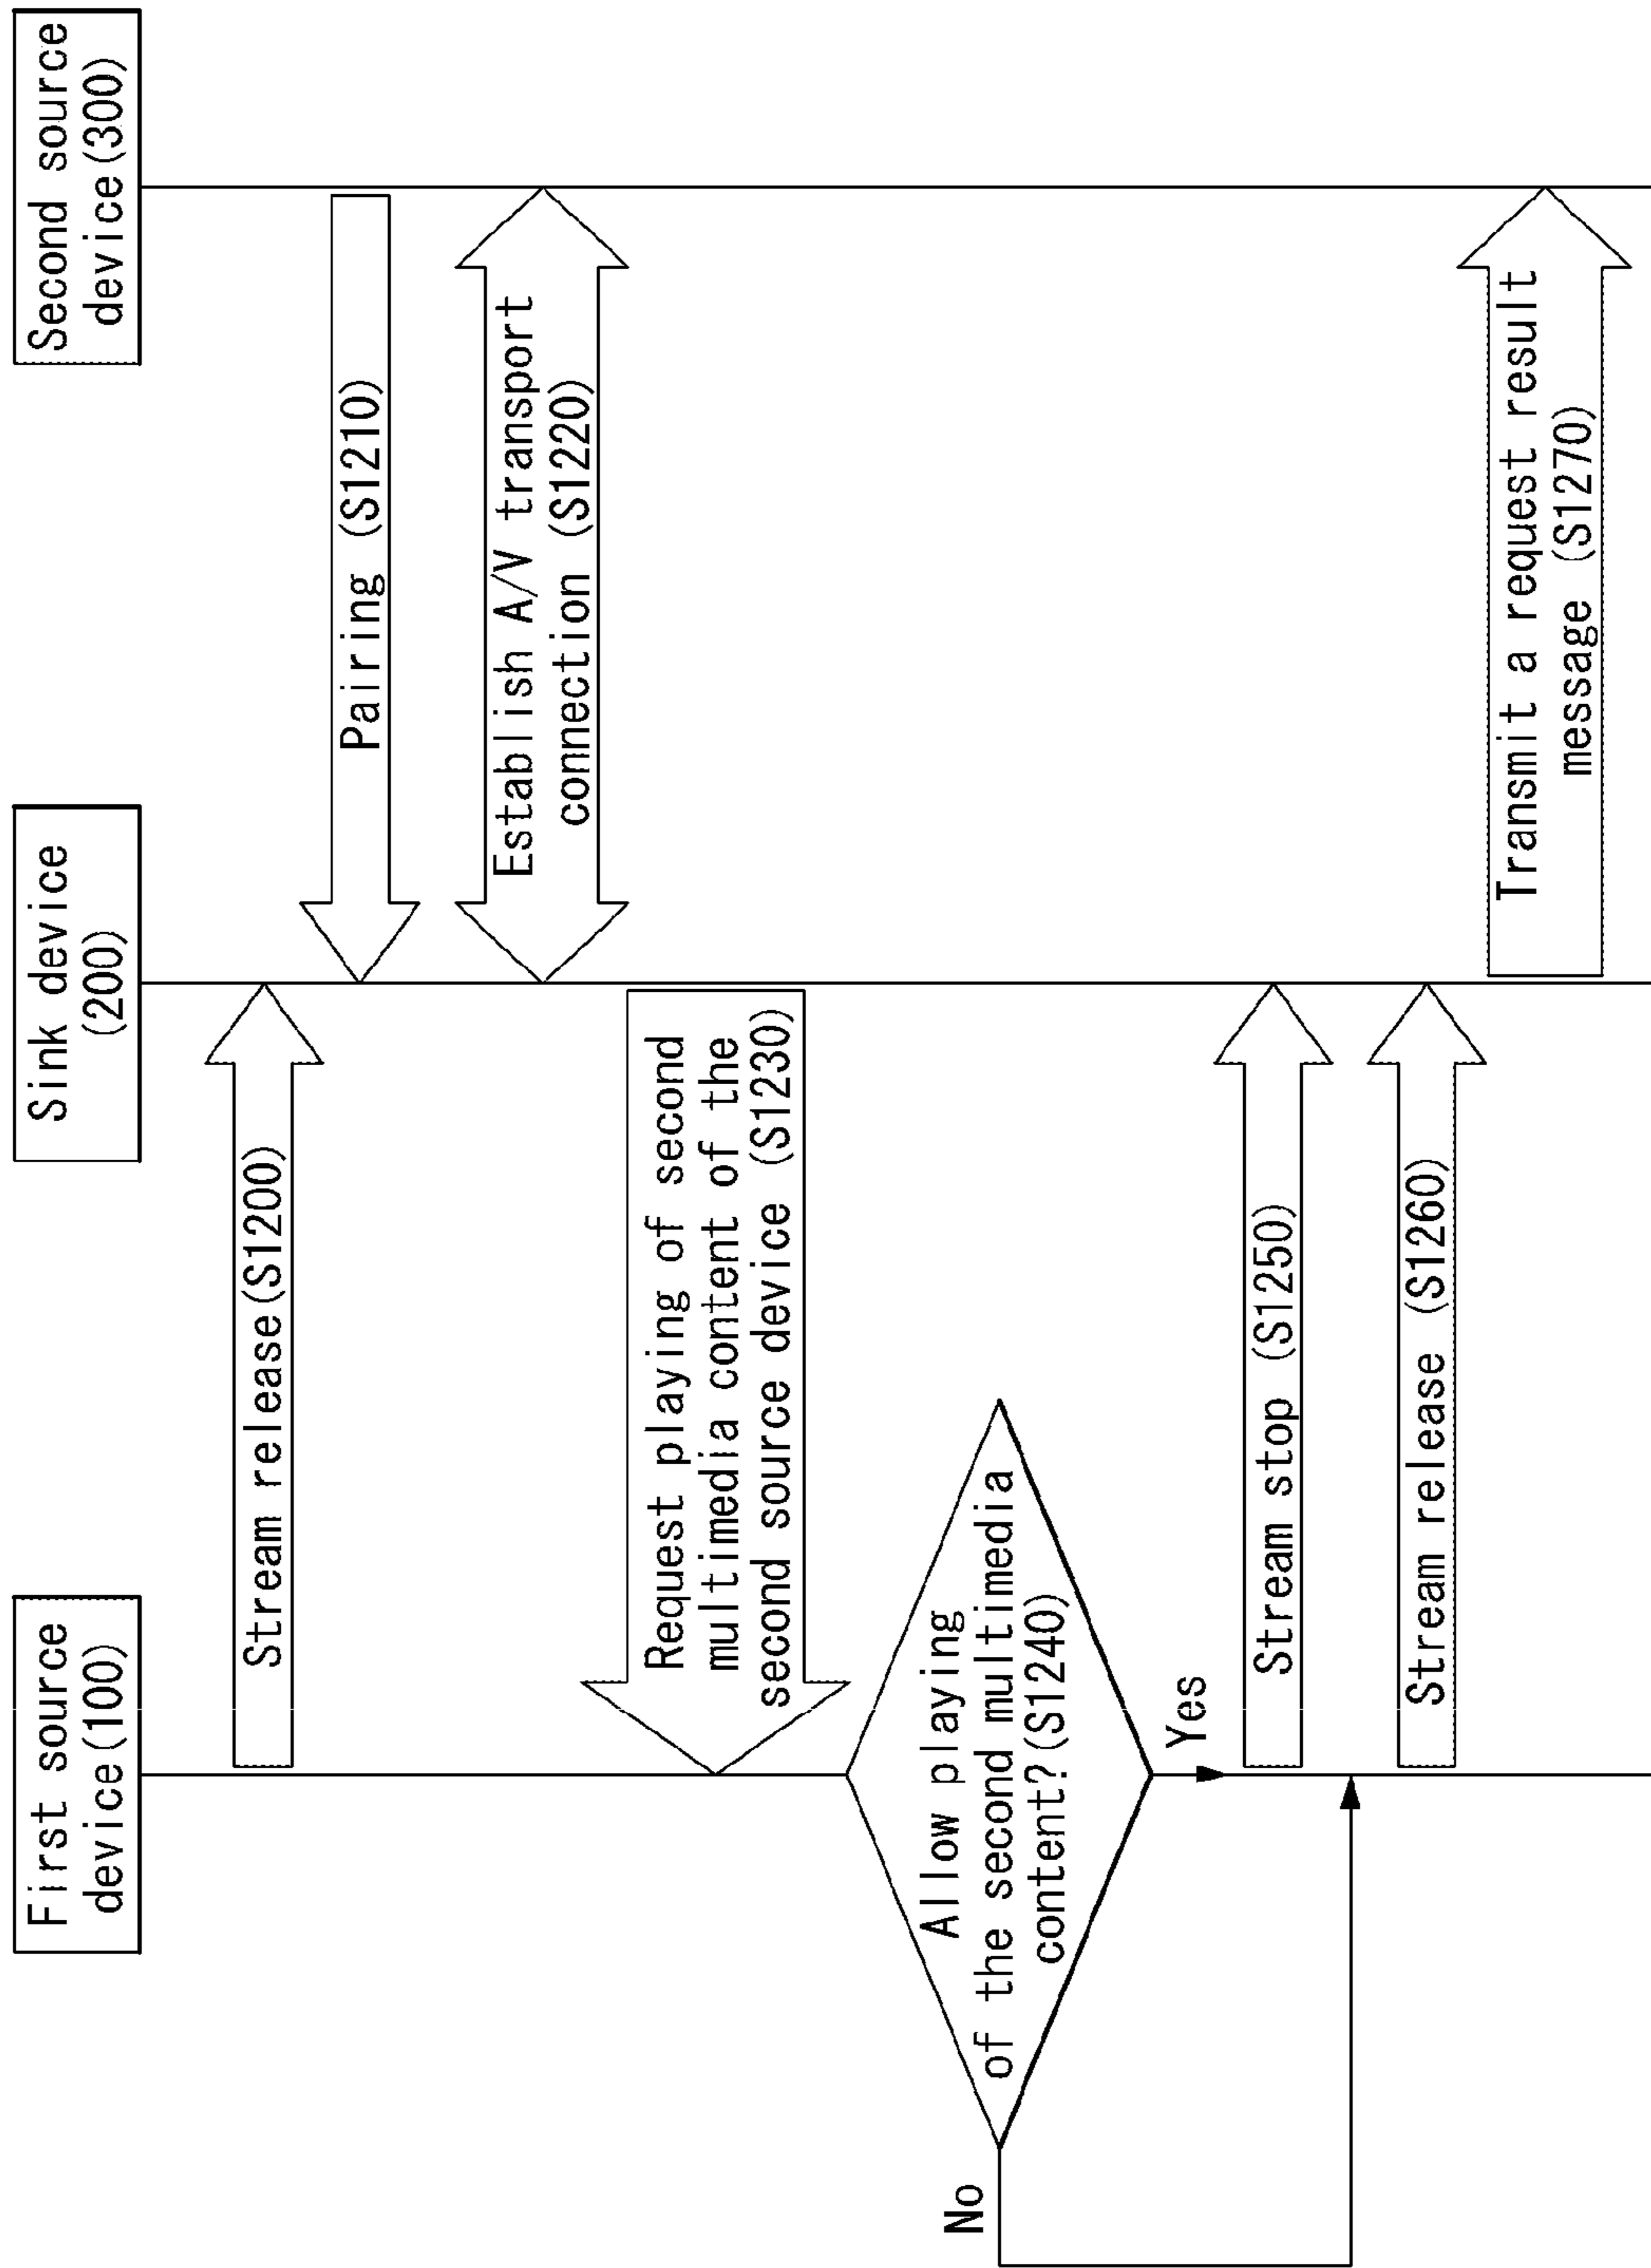 First source
device(100)
Sink device
(200)
Second source
device(300)
Stream release(S1200)
Pairing (S1210)
Establish A/V transport
connection (S1220)
Request playing of second
multimedia content of the
second source device (S1230)
Allow playing
of the second multimedia
content?(S1240)
No
Yes
Stream stop (S1250)
Stream release (S1260)
Transmit a request result
message (S1270)